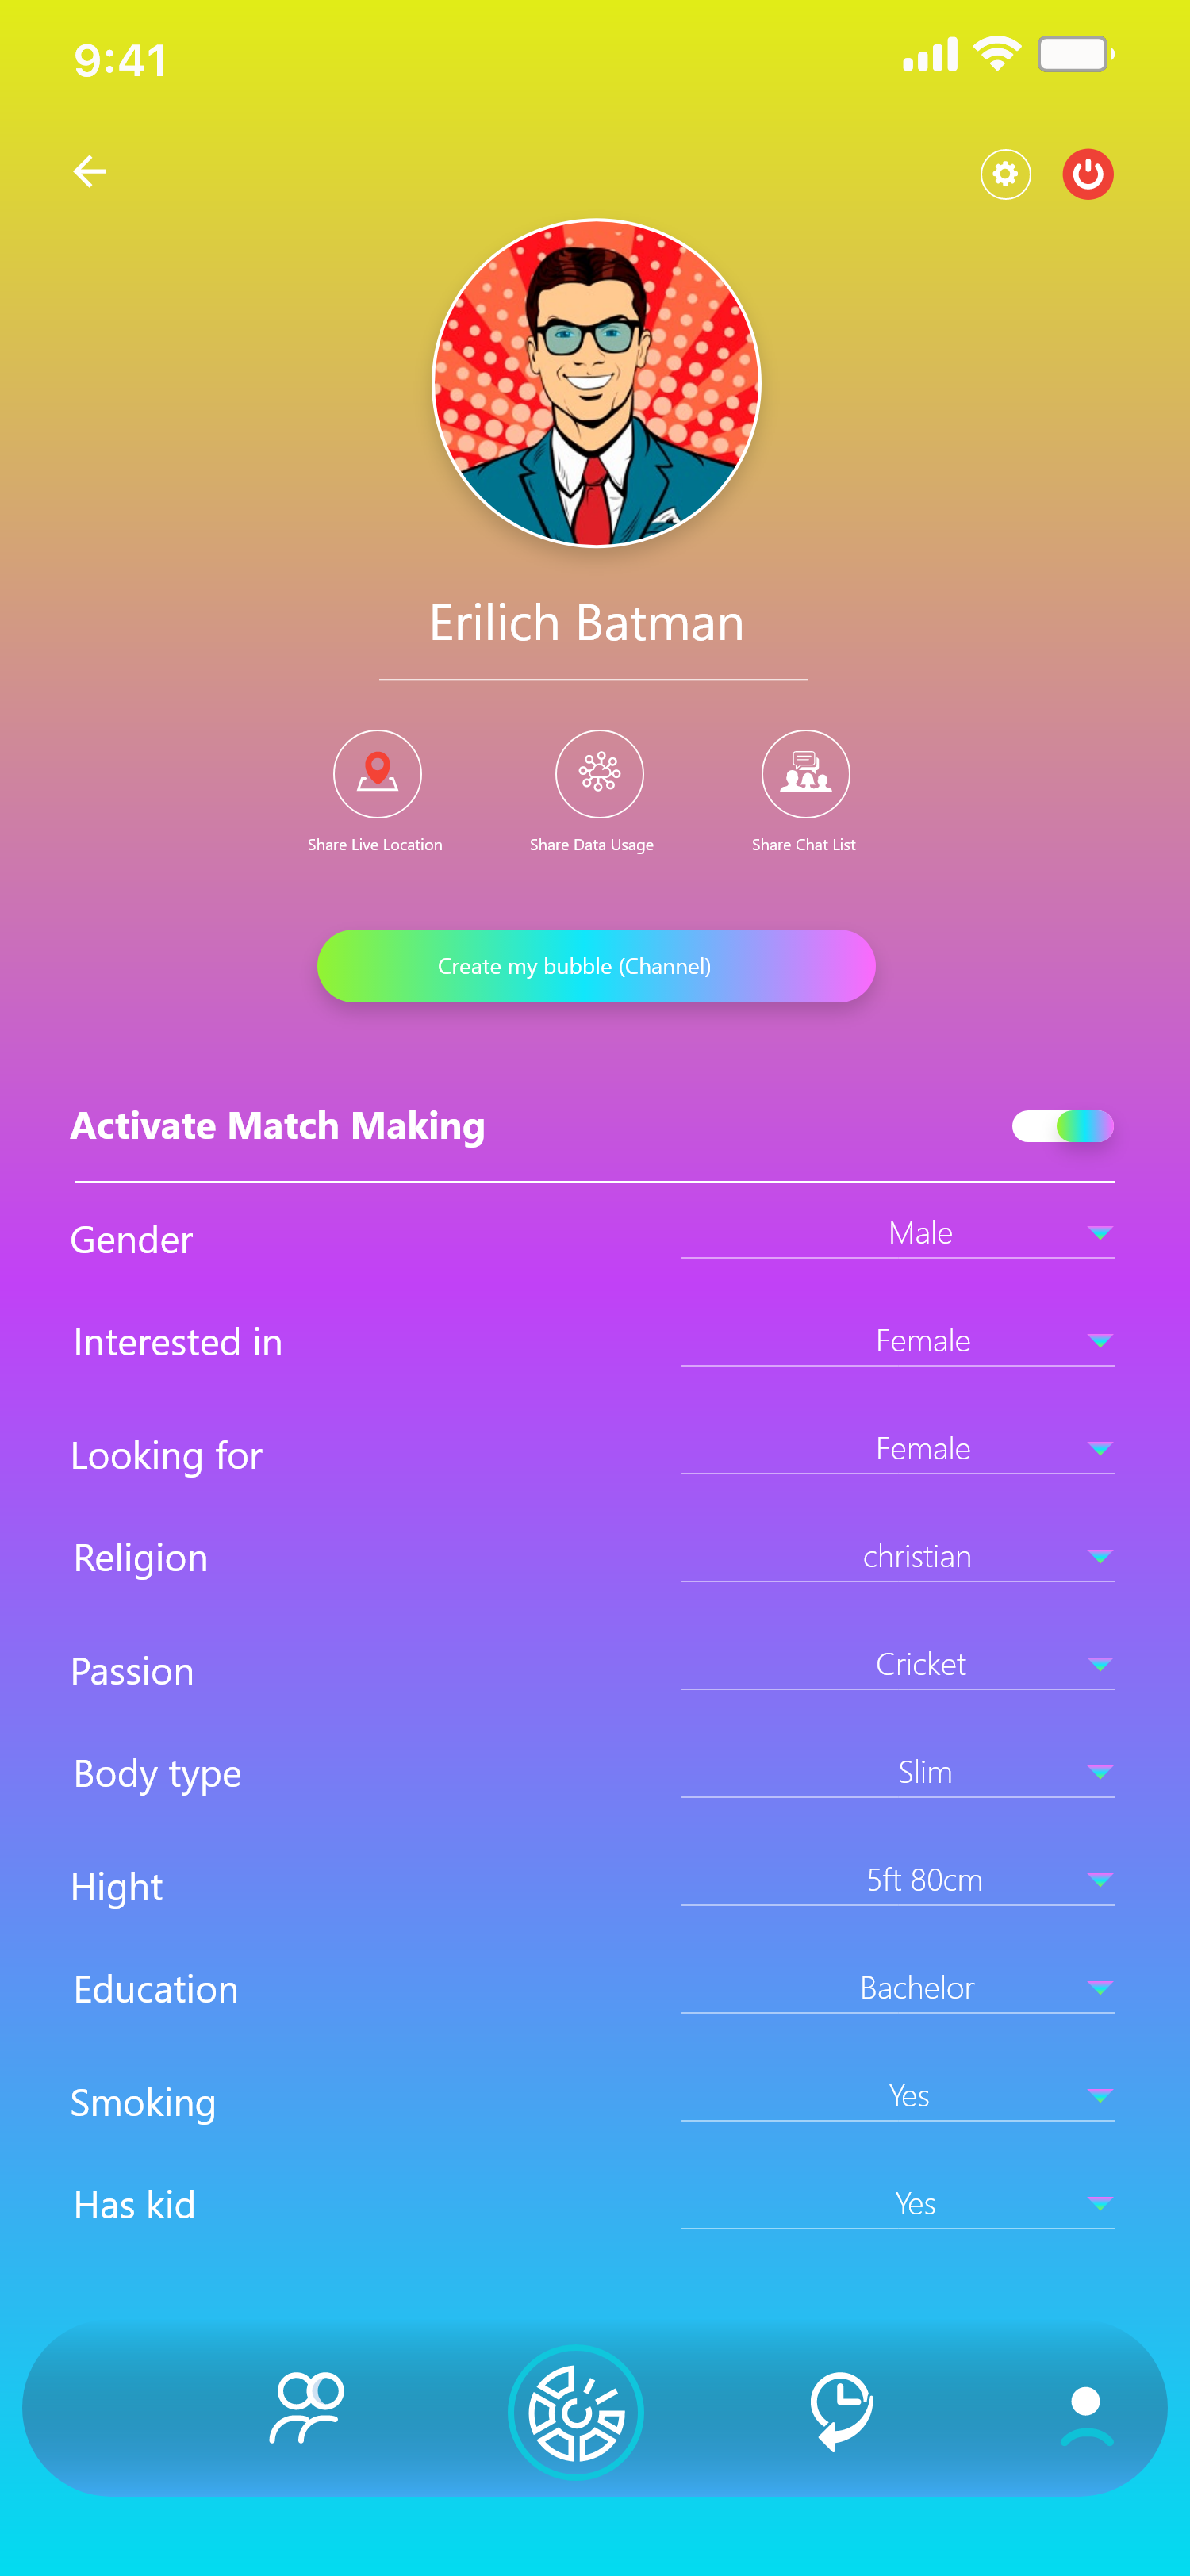 9:41
Erilich Batman
Share Live Location Share Data Usage Share Chat List
Create my bubble (Channel)
Activate Match Making
Gender Male
Interested in Female
Looking for Female
Religion christian
Passion Cricket
Body type Slim
Hight 5ft 80cm
Education Bachelor
Smoking Yes
Has kid Yes